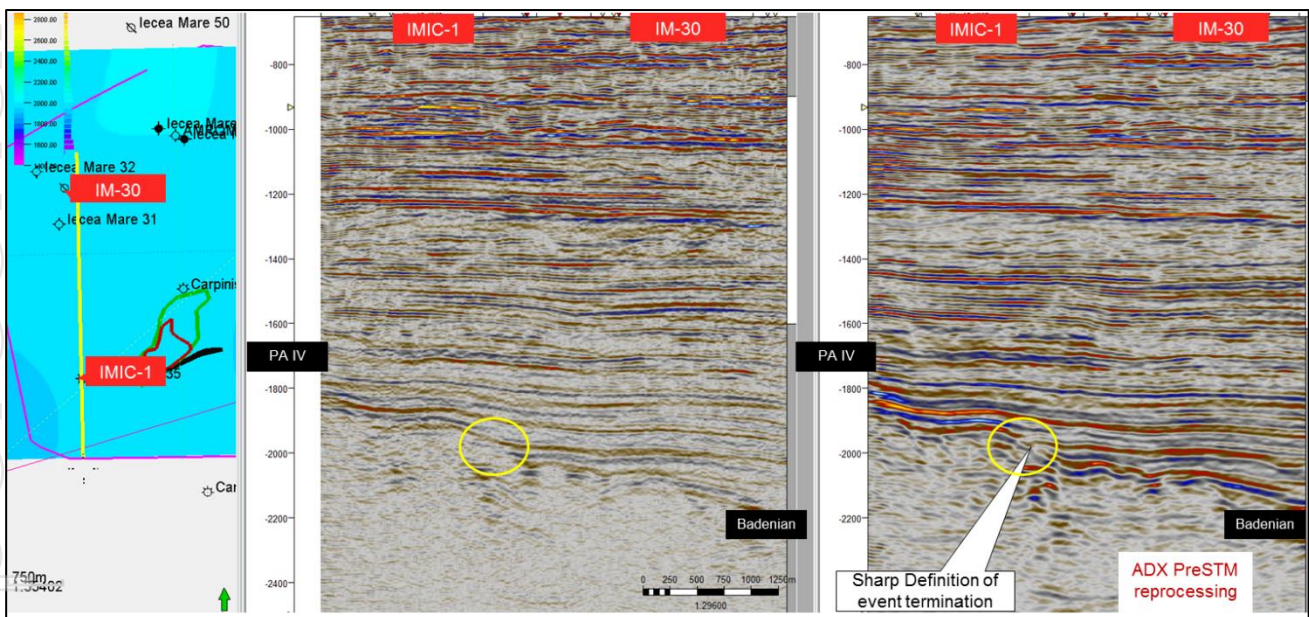 2800.00
2600.00
2400.00
2200.00
2000.00
1800.00
1600.00
Iecea Mare 50
Iecea Mare
Iecea Mare 32
IM-30
Iecea Mare 31
Carpinis
IMIC-1
35
Car
750m
IMIC-1
IM-30
-800
-1000
-1200
-1400
-1600
PA IV
-1800
-2000
-2200
Badenian
-2400
0 250 500 750 1000 1250m
1:29600
IMIC-1
IM-30
-800
-1000
-1200
-1400
-1600
PA IV
-1800
-2000
-2200
Badenian
-2400
Sharp Definition of
event termination
ADX PreSTM
reprocessing